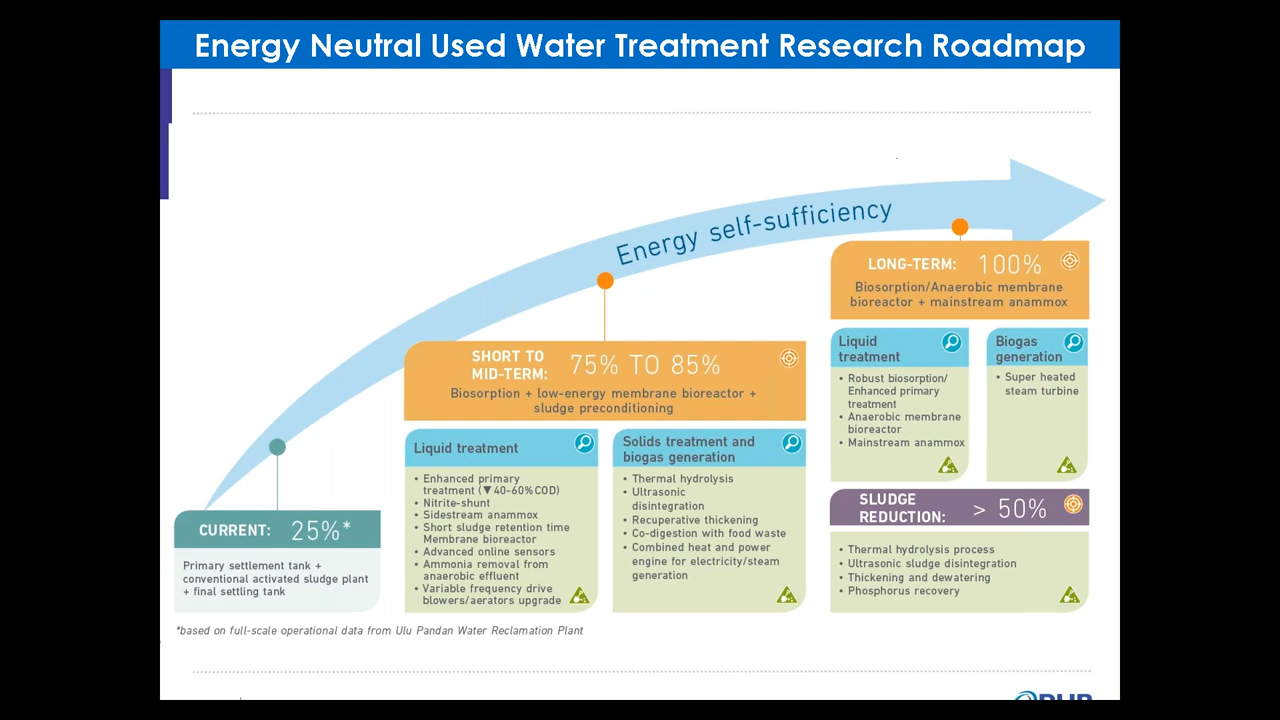 Energy Neutral Used Water Treatment Research Roadmap
Energy self-sufficiency
CURRENT: 25%*
Primary settlement tank +
conventional activated sludge plant
+ final settling tank
SHORT TO
MID-TERM: 75% TO 85%
Biosorption + low-energy membrane bioreactor +
sludge preconditioning
Liquid treatment
• Enhanced primary
treatment (▼40-60%COD)
• Nitrite-shunt
• Sidestream anammox
• Short sludge retention time
Membrane bioreactor
• Advanced online sensors
• Ammonia removal from
anaerobic effluent
• Variable frequency drive
blowers/aerators upgrade
Solids treatment and
biogas generation
• Thermal hydrolysis
• Ultrasonic
disintegration
• Recuperative thickening
• Co-digestion with food waste
• Combined heat and power
engine for electricity/steam
generation
LONG-TERM: 100%
Biosorption/Anaerobic membrane
bioreactor + mainstream anammox
Liquid
treatment
• Robust biosorption/
Enhanced primary
treatment
• Anaerobic membrane
bioreactor
• Mainstream anammox
Biogas
generation
• Super heated
steam turbine
SLUDGE
REDUCTION: > 50%
• Thermal hydrolysis process
• Ultrasonic sludge disintegration
• Thickening and dewatering
• Phosphorus recovery
*based on full-scale operational data from Ulu Pandan Water Reclamation Plant